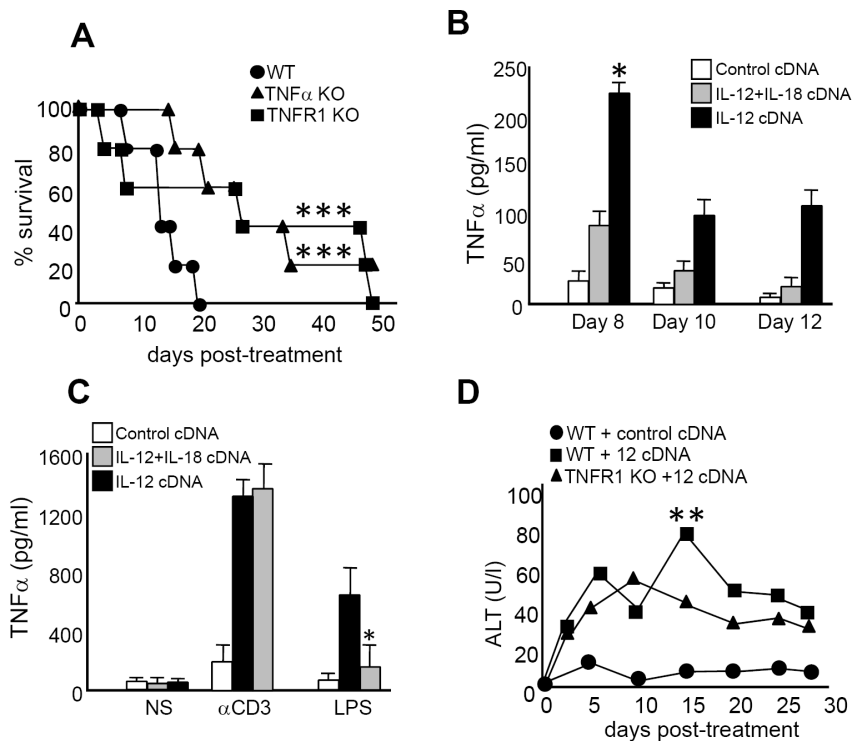 A
WT
TNFα KO
TNFR1 KO
100
80
60
40
20
0
***
***
% survival
0 10 20 30 40 50
days post-treatment
B
Control cDNA
IL-12+IL-18 cDNA
IL-12 cDNA
*
250
200
150
100
50
0
TNFα (pg/ml)
Day 8 Day 10 Day 12
C
Control cDNA
IL-12+IL-18 cDNA
IL-12 cDNA
1600
1200
800
400
0
*
TNFα (pg/ml)
NS αCD3 LPS
D
WT + control cDNA
WT + 12 cDNA
TNFR1 KO +12 cDNA
100
80
60
40
20
0
**
ALT (U/l)
0 5 10 15 20 25 30
days post-treatment